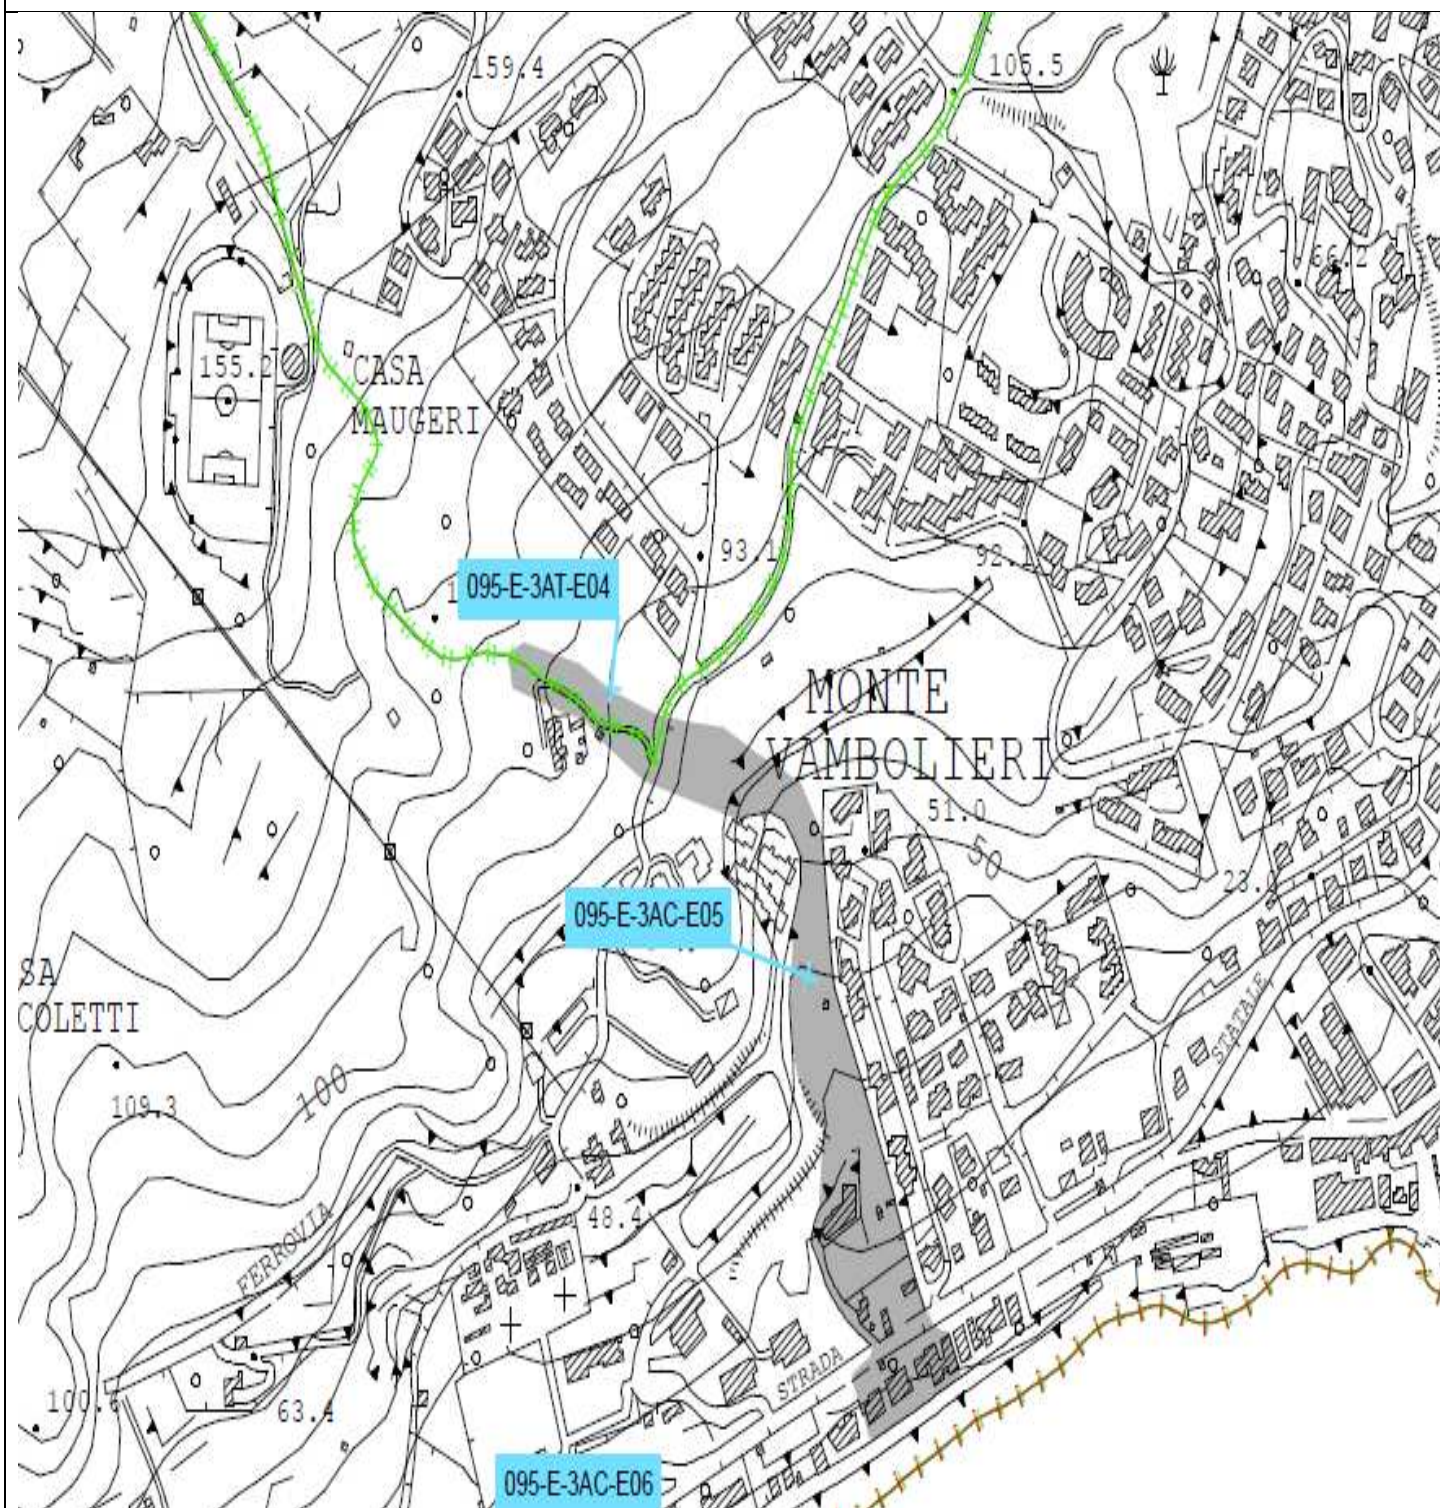 159.4
105.5
66.2
155.2
CASA
MAUGERI
93.1
92.1
095-E-3AT-E04
MONTE
VAMBOLIERI
51.0
50
23.
095-E-3AC-E05
SA
COLETTI
STATALE
100
109.3
48.4
FERROVIA
STRADA
100.6
63.4
095-E-3AC-E06